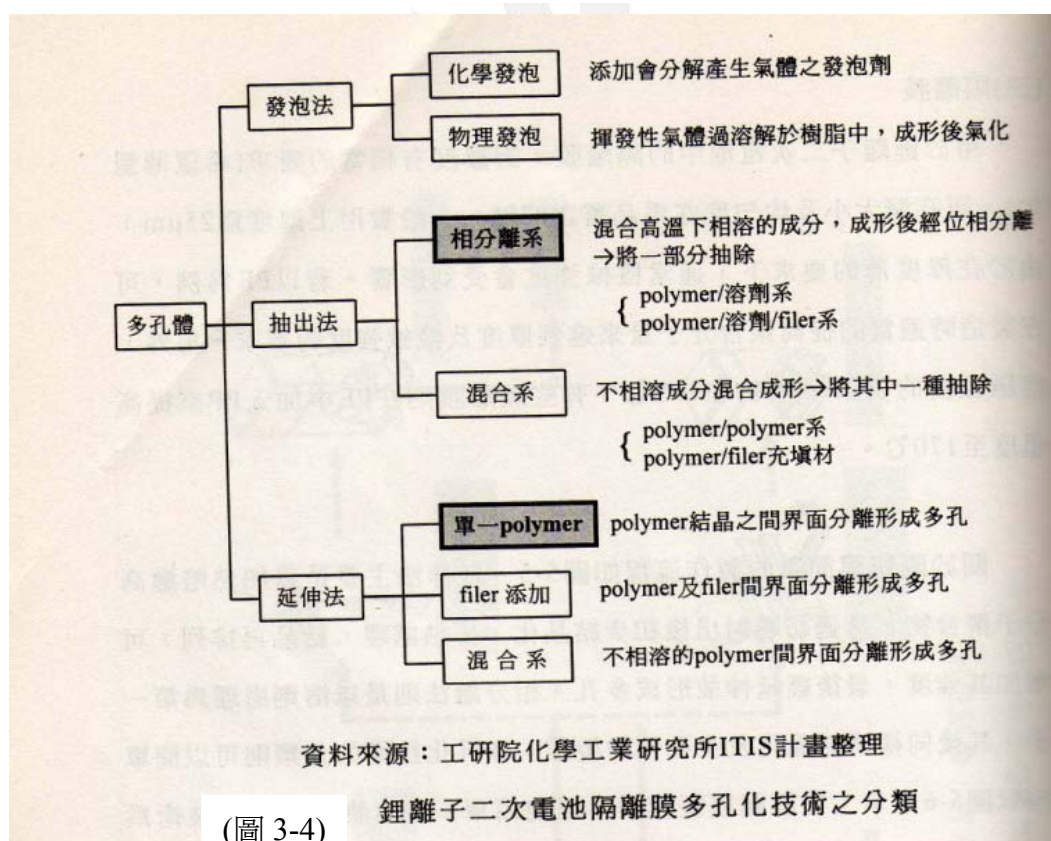 化學發泡 添加會分解產生氣體之發泡劑
發泡法
物理發泡 揮發性氣體過溶解於樹脂中，成形後氣化
相分離系 混合高溫下相溶的成分，成形後經位相分離
→將一部分抽除
polymer/溶劑系
多孔體 抽出法 { polymer/溶劑/filer系
混合系 不相溶成分混合成形→將其中一種抽除
polymer/polymer系
{ polymer/filer充填材
單一polymer polymer結晶之間界面分離形成多孔
延伸法 filer 添加 polymer及filer間界面分離形成多孔
混 合 系 不相溶的polymer間界面分離形成多孔
資料來源：工研院化學工業研究所ITIS計畫整理
(圖 3-4) 鋰離子二次電池隔離膜多孔化技術之分類